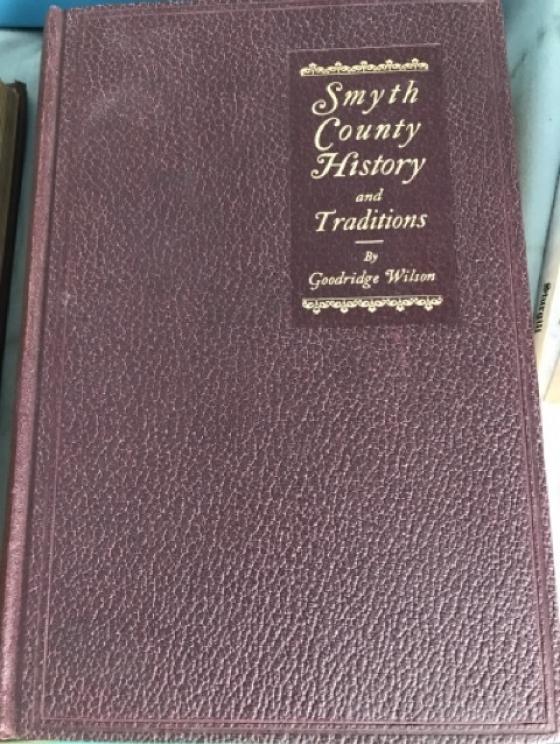 Smyth
County
History
and
Traditions
By
Goodridge Wilson